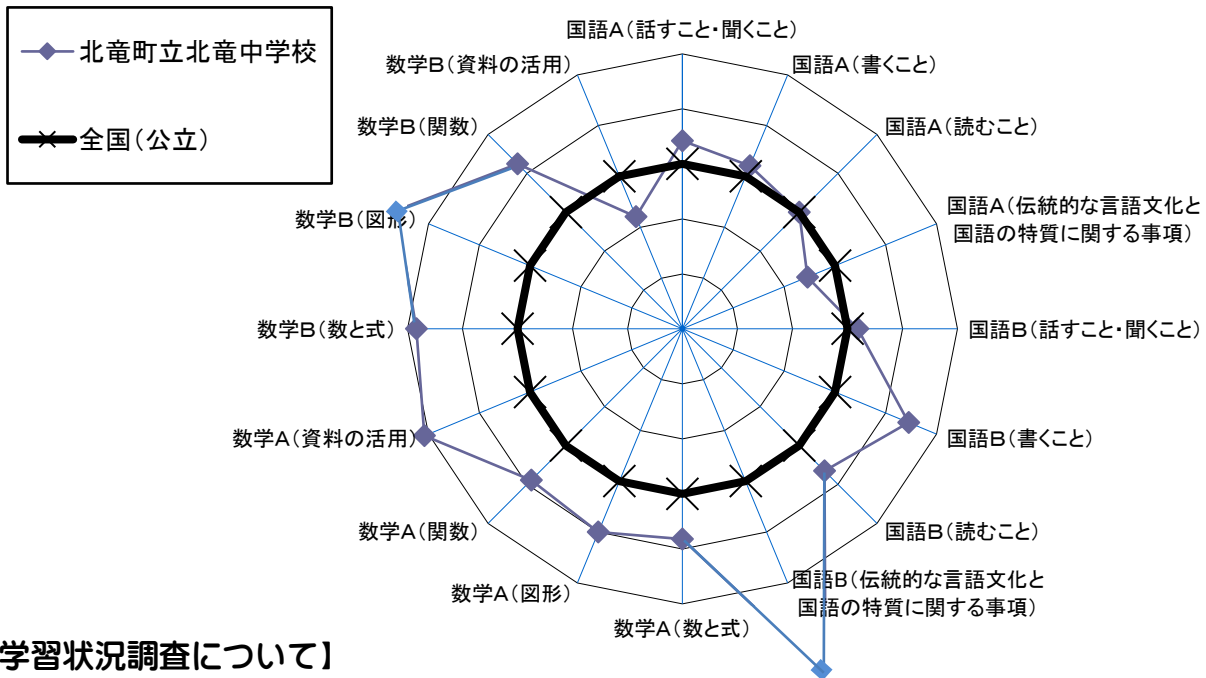 北竜町立北竜中学校
全国（公立）
国語A（話すこと・聞くこと）
国語A（書くこと）
国語A（読むこと）
国語A（伝統的な言語文化と
国語の特質に関する事項）
国語B（話すこと・聞くこと）
国語B（書くこと）
国語B（読むこと）
国語B（伝統的な言語文化と
国語の特質に関する事項）
数学A（数と式）
数学A（図形）
数学A（関数）
数学A（資料の活用）
数学B（数と式）
数学B（図形）
数学B（関数）
数学B（資料の活用）
学習状況調査について】